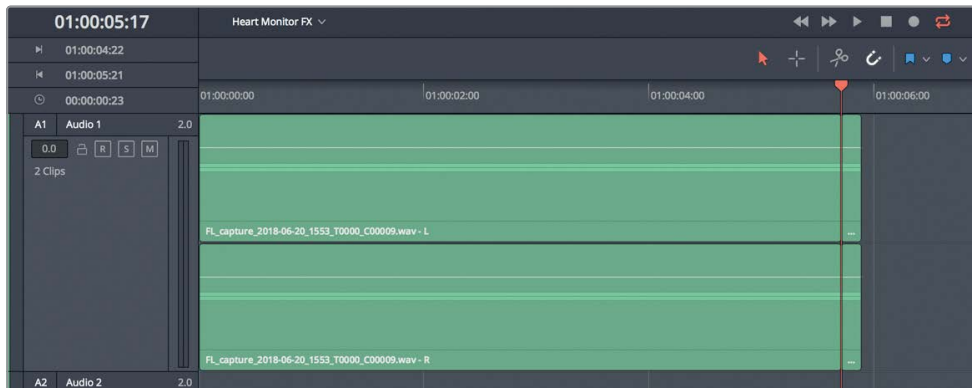 01:00:05:17 Heart Monitor FX
01:00:04:22
01:00:05:21
00:00:00:23
01:00:00:00 01:00:02:00 01:00:04:00 01:00:06:00
A1 Audio 1 2.0
0.0 R S M
2 Clips
FL_capture_2018-06-20_1553_T0000_C00009.wav - L ...
FL_capture_2018-06-20_1553_T0000_C00009.wav - R ...
A2 Audio 2 2.0